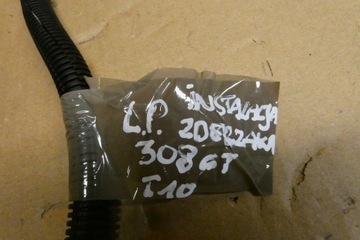 L.P. iNSTALACJA
ZDERZAKA
308GT
T10